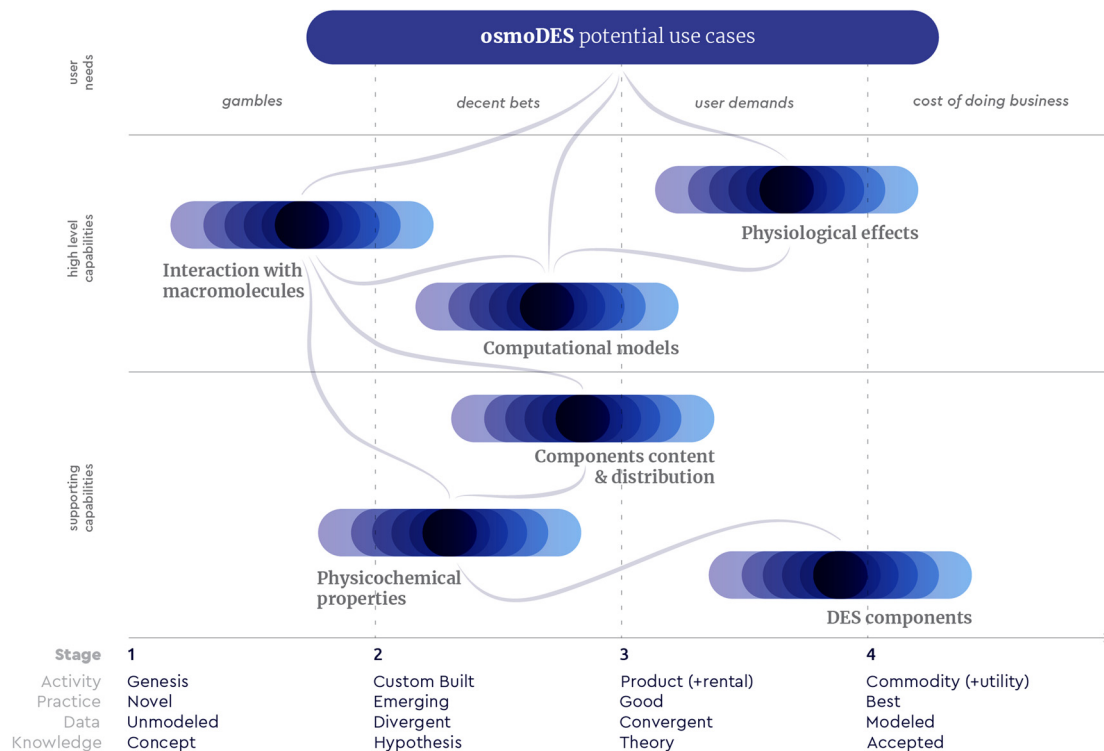 osmoDES potential use cases
user
needs
gambles
decent bets
user demands
cost of doing business
high level
capabilities
Physiological effects
Interaction with
macromolecules
Computational models
supporting
capabilities
Components content
& distribution
Physicochemical
properties
DES components
Stage 1 2 3 4
Activity Genesis Custom Built Product (+rental) Commodity (+utility)
Practice Novel Emerging Good Best
Data Unmodeled Divergent Convergent Modeled
Knowledge Concept Hypothesis Theory Accepted